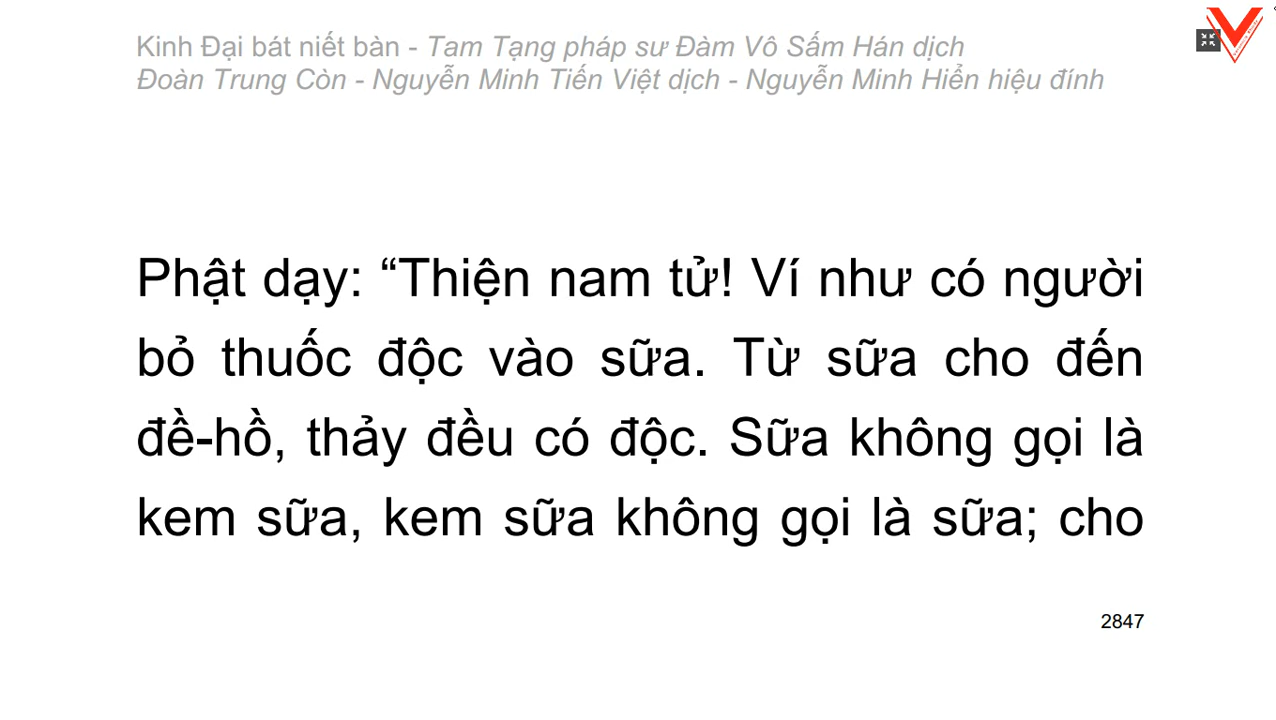 Kinh Đại bát niết bàn - Tam Tạng pháp sư Đàm Vô Sấm Hán dịch
Đoàn Trung Còn - Nguyễn Minh Tiến Việt dịch - Nguyễn Minh Hiển hiệu đính
Phật dạy: “Thiện nam tử! Ví như có người
bỏ thuốc độc vào sữa. Từ sữa cho đến
đề-hồ, thảy đều có độc. Sữa không gọi là
kem sữa, kem sữa không gọi là sữa; cho
2847